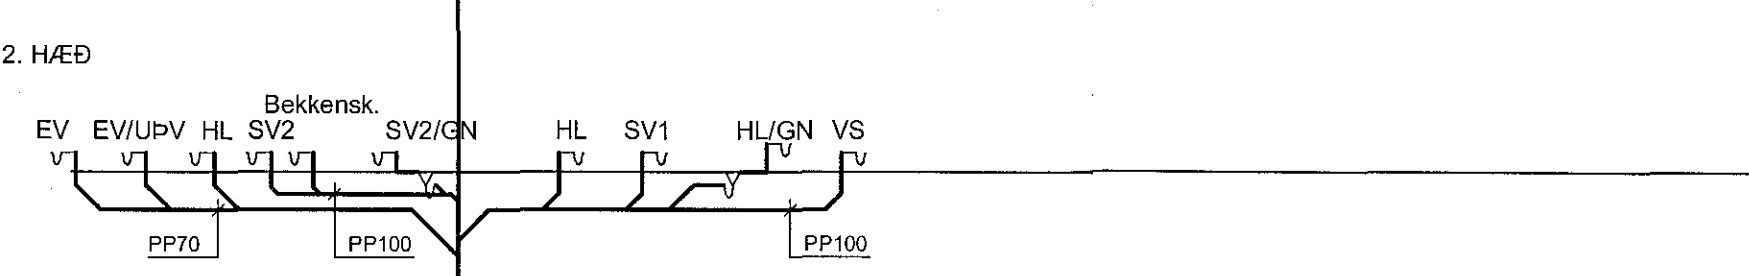 2. HÆÐ
Bekkensk.
EV EV/UÞV HL SV2 SV2/GN HL SV1 HL/GN VS
PP70 PP100 PP100